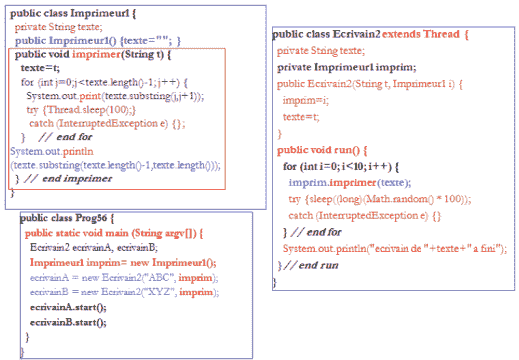 public class Imprimeur1 {
private String texte;
public Imprimeur1() {texte=""; }
public void imprimer(String t) {
texte=t;
for (int j=0;j<texte.length()-1;j++) {
System.out.print(texte.substring(j,j+1));
try {Thread.sleep(100);}
catch (InterruptedException e) {};
} // end for
System.out.println
(texte.substring(texte.length()-1,texte.length()));
} // end imprimer
}
public class Ecrivain2 extends Thread {
private String texte;
private Imprimeur1 imprim;
public Ecrivain2(String t, Imprimeur1 i) {
imprim=i;
texte=t;
}
public void run() {
for (int i=0; i<10; i++) {
imprim.imprimer(texte);
try {sleep((long)(Math.random() * 100));
catch (InterruptedException e) {}
} // end for
System.out.println("ecrivain de "+texte+" a fini");
} // end run
}
public class Prog56 {
public static void main (String argv[]) {
Ecrivain2 ecrivainA, ecrivainB;
Imprimeur1 imprim= new Imprimeur1();
ecrivainA = new Ecrivain2("ABC", imprim);
ecrivainB = new Ecrivain2("XYZ", imprim);
ecrivainA.start();
ecrivainB.start();
}
}